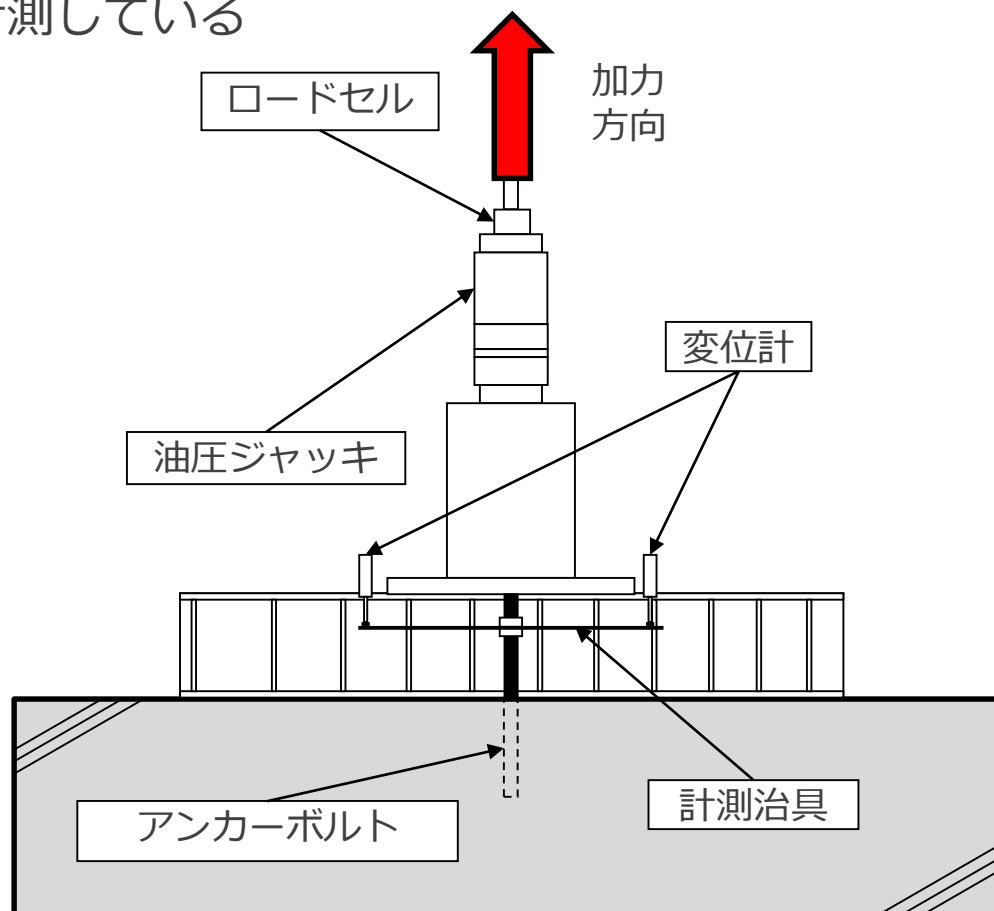 計測している
ロードセル
加力
方向
変位計
油圧ジャッキ
アンカーボルト
計測治具